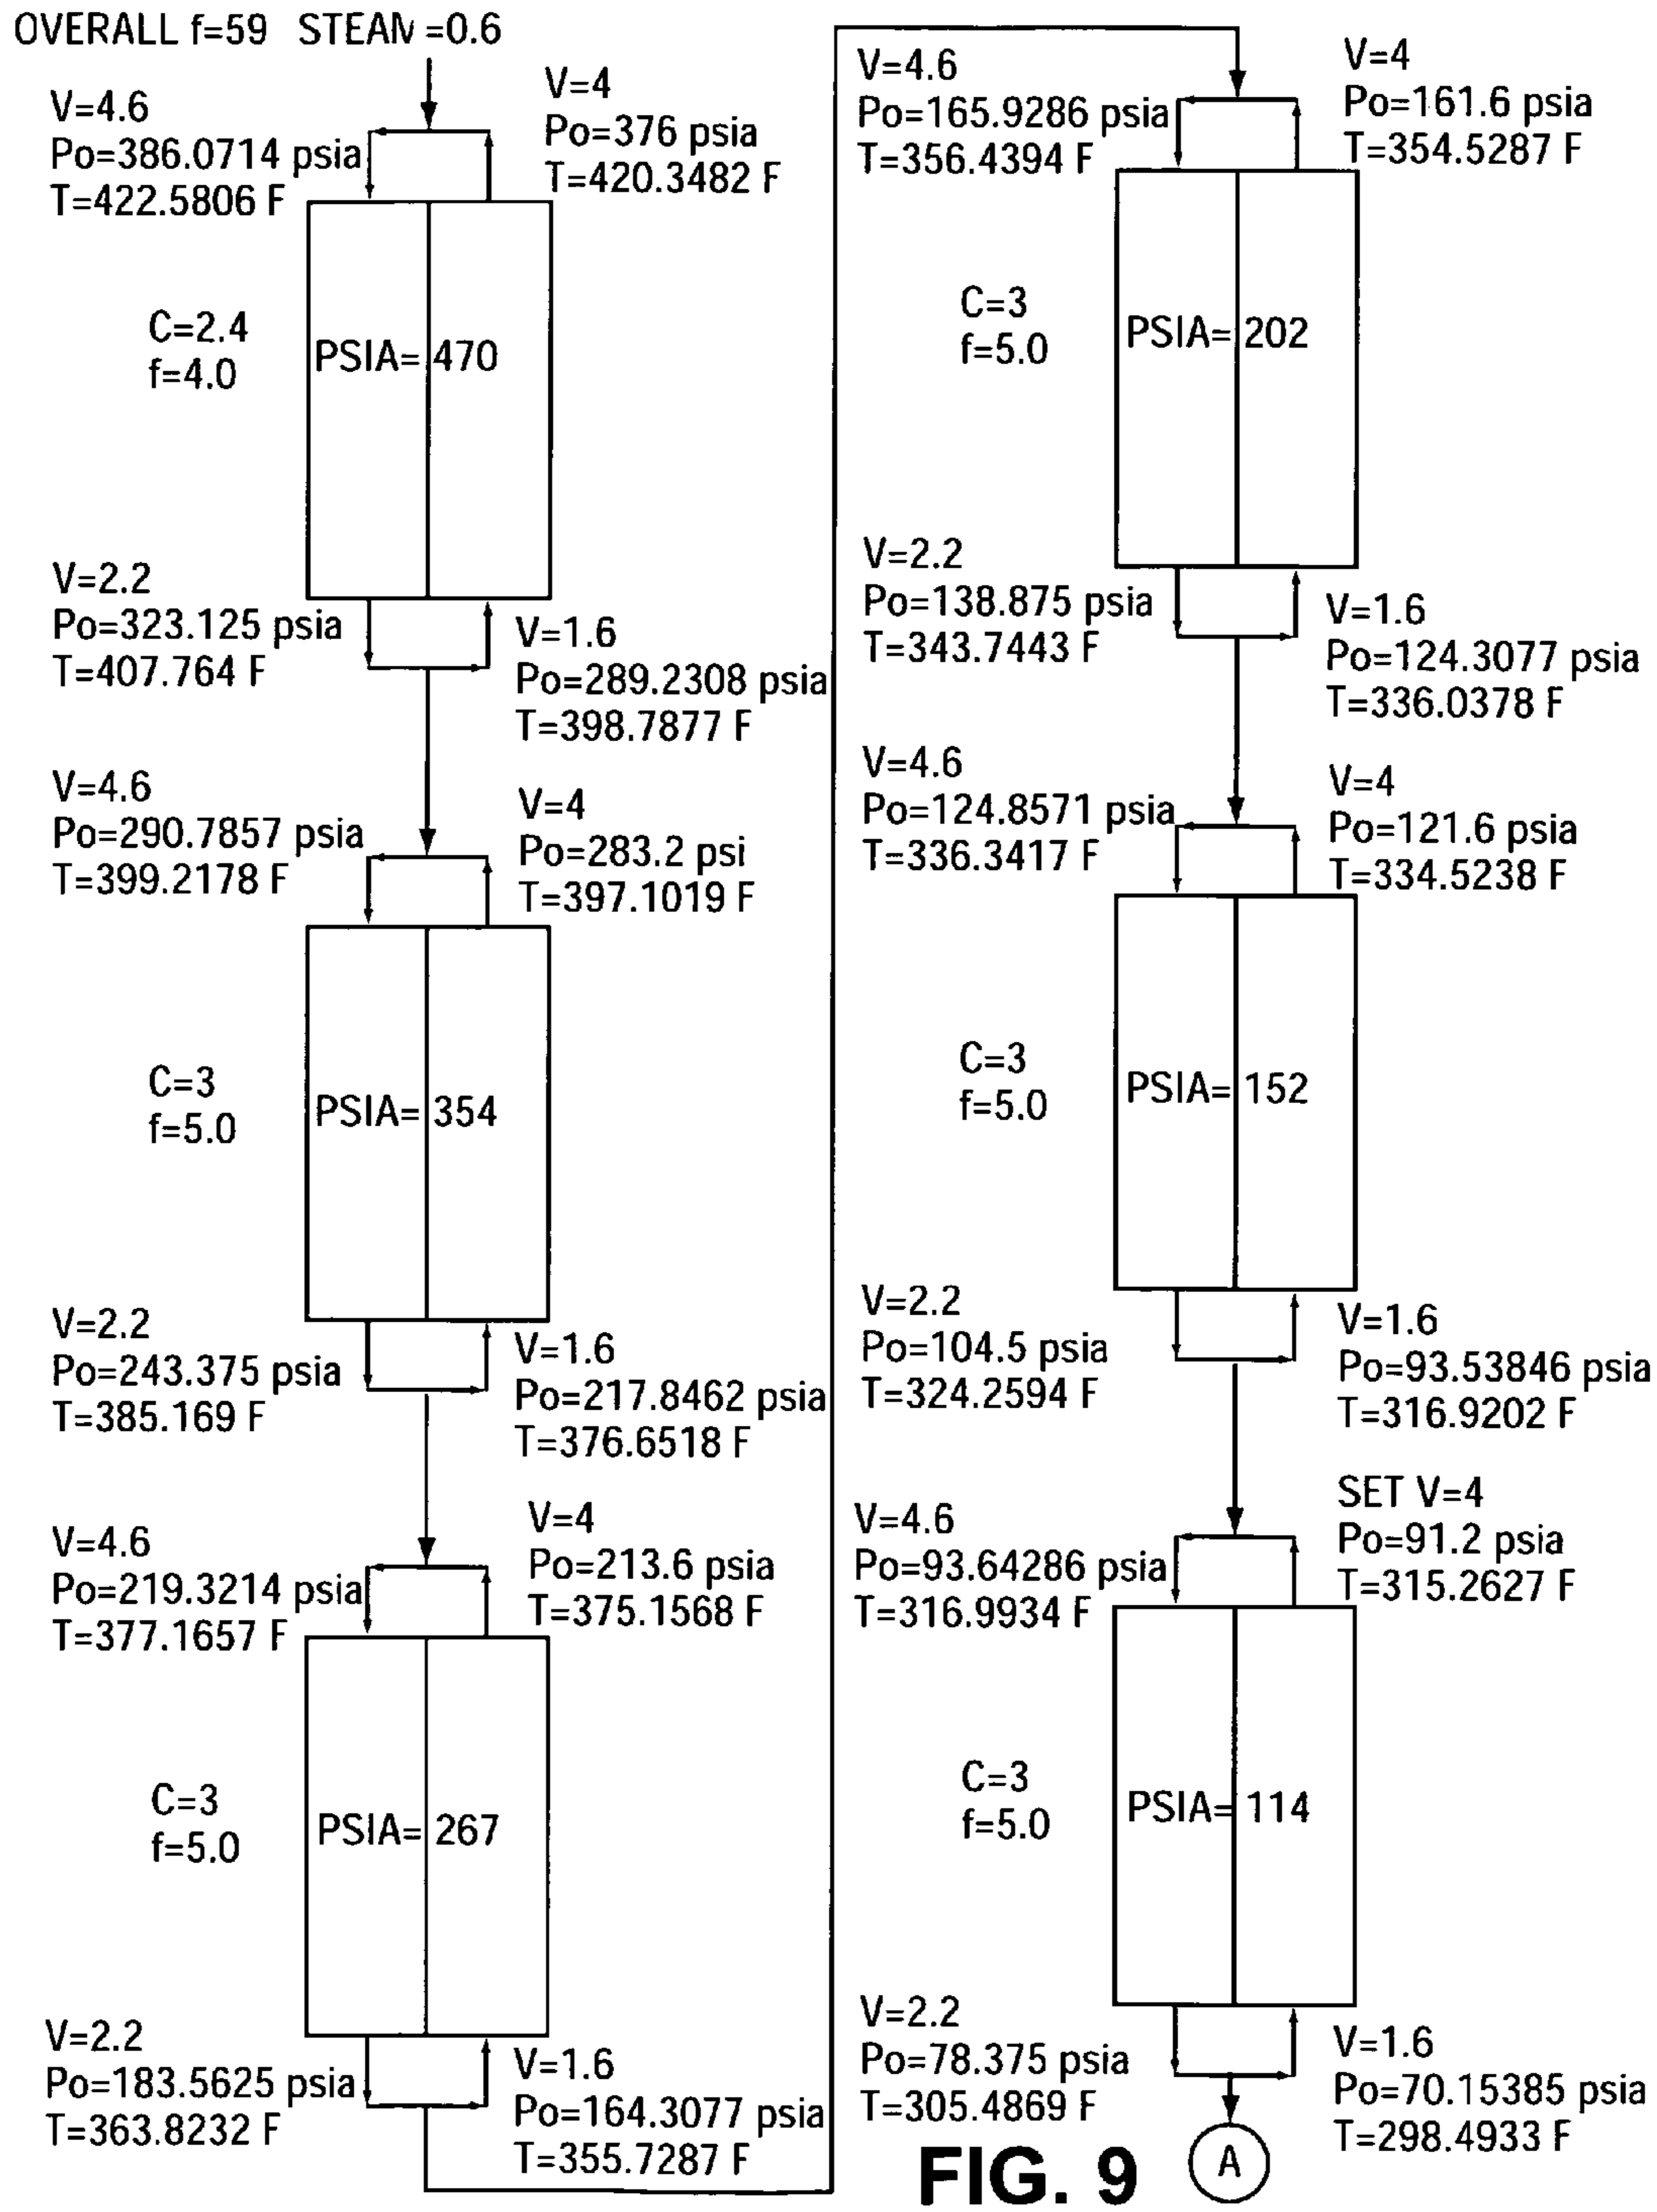 OVERALL f=59 STEAM =0.6
V=4.6
Po=386.0714 psia
T=422.5806 F
V=4
Po=376 psia
T=420.3482 F
C=2.4
f=4.0
PSIA= 470
V=2.2
Po=323.125 psia
T=407.764 F
V=1.6
Po=289.2308 psia
T=398.7877 F
V=4.6
Po=290.7857 psia
T=399.2178 F
V=4
Po=283.2 psi
T=397.1019 F
C=3
f=5.0
PSIA= 354
V=2.2
Po=243.375 psia
T=385.169 F
V=1.6
Po=217.8462 psia
T=376.6518 F
V=4.6
Po=219.3214 psia
T=377.1657 F
V=4
Po=213.6 psia
T=375.1568 F
C=3
f=5.0
PSIA= 267
V=2.2
Po=183.5625 psia
T=363.8232 F
V=1.6
Po=164.3077 psia
T=355.7287 F
V=4.6
Po=165.9286 psia
T=356.4394 F
V=4
Po=161.6 psia
T=354.5287 F
C=3
f=5.0
PSIA= 202
V=2.2
Po=138.875 psia
T=343.7443 F
V=1.6
Po=124.3077 psia
T=336.0378 F
V=4.6
Po=124.8571 psia
T=336.3417 F
V=4
Po=121.6 psia
T=334.5238 F
C=3
f=5.0
PSIA= 152
V=2.2
Po=104.5 psia
T=324.2594 F
V=1.6
Po=93.53846 psia
T=316.9202 F
V=4.6
Po=93.64286 psia
T=316.9934 F
SET V=4
Po=91.2 psia
T=315.2627 F
C=3
f=5.0
PSIA= 114
V=2.2
Po=78.375 psia
T=305.4869 F
V=1.6
Po=70.15385 psia
T=298.4933 F
A
FIG. 9